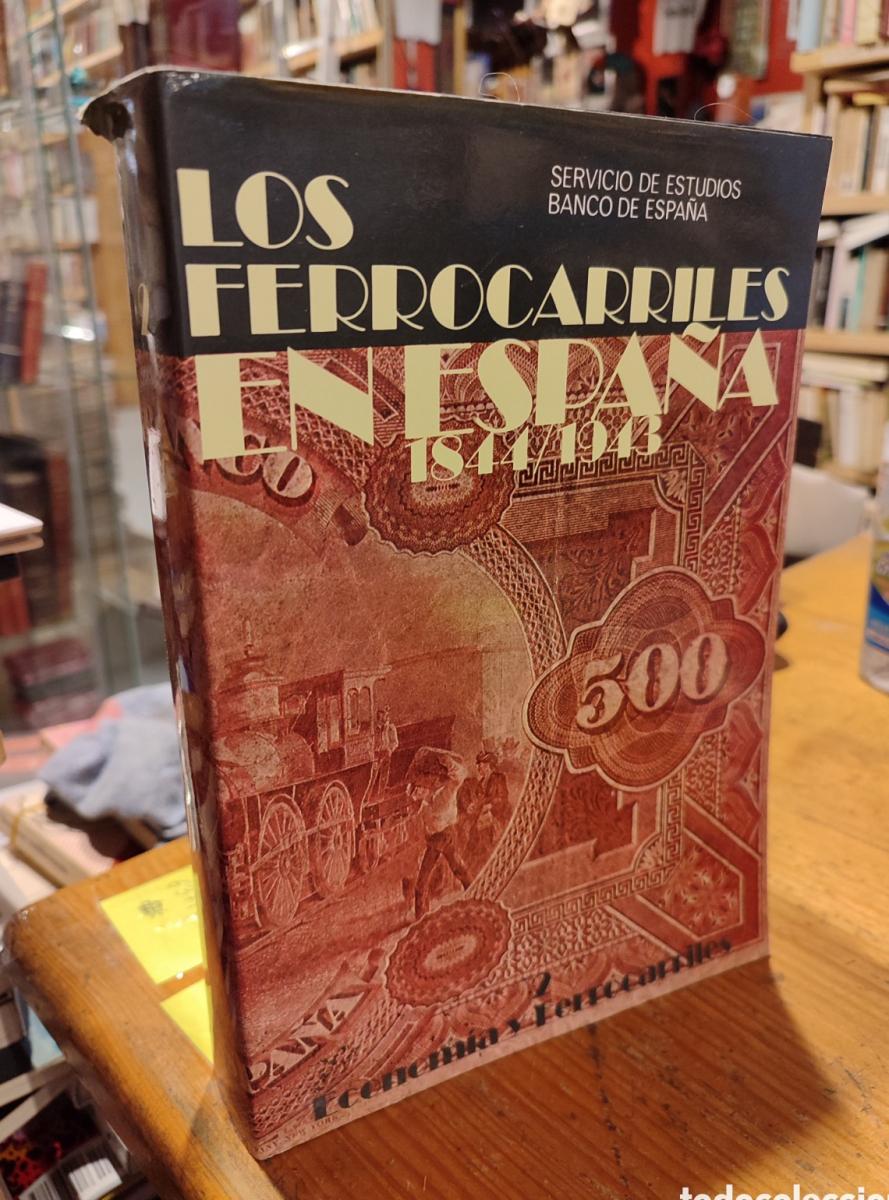 LOS
SERVICIO DE ESTUDIOS
BANCO DE ESPAÑA
FERROCARRILES
EN ESPAÑA
1844/1943
500
2
Economía y Ferrocarriles